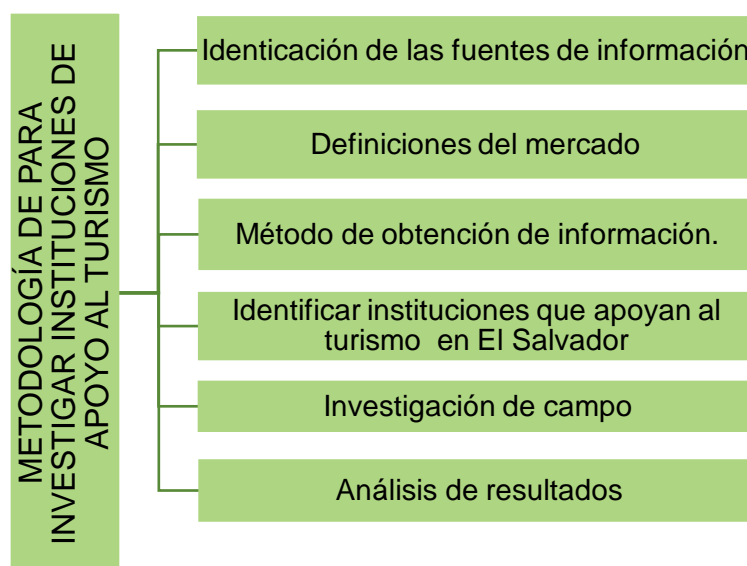 METODOLOGÍA DE PARA
INVESTIGAR INSTITUCIONES DE
APOYO AL TURISMO
Identicación de las fuentes de información
Definiciones del mercado
Método de obtención de información.
Identificar instituciones que apoyan al
turismo en El Salvador
Investigación de campo
Análisis de resultados